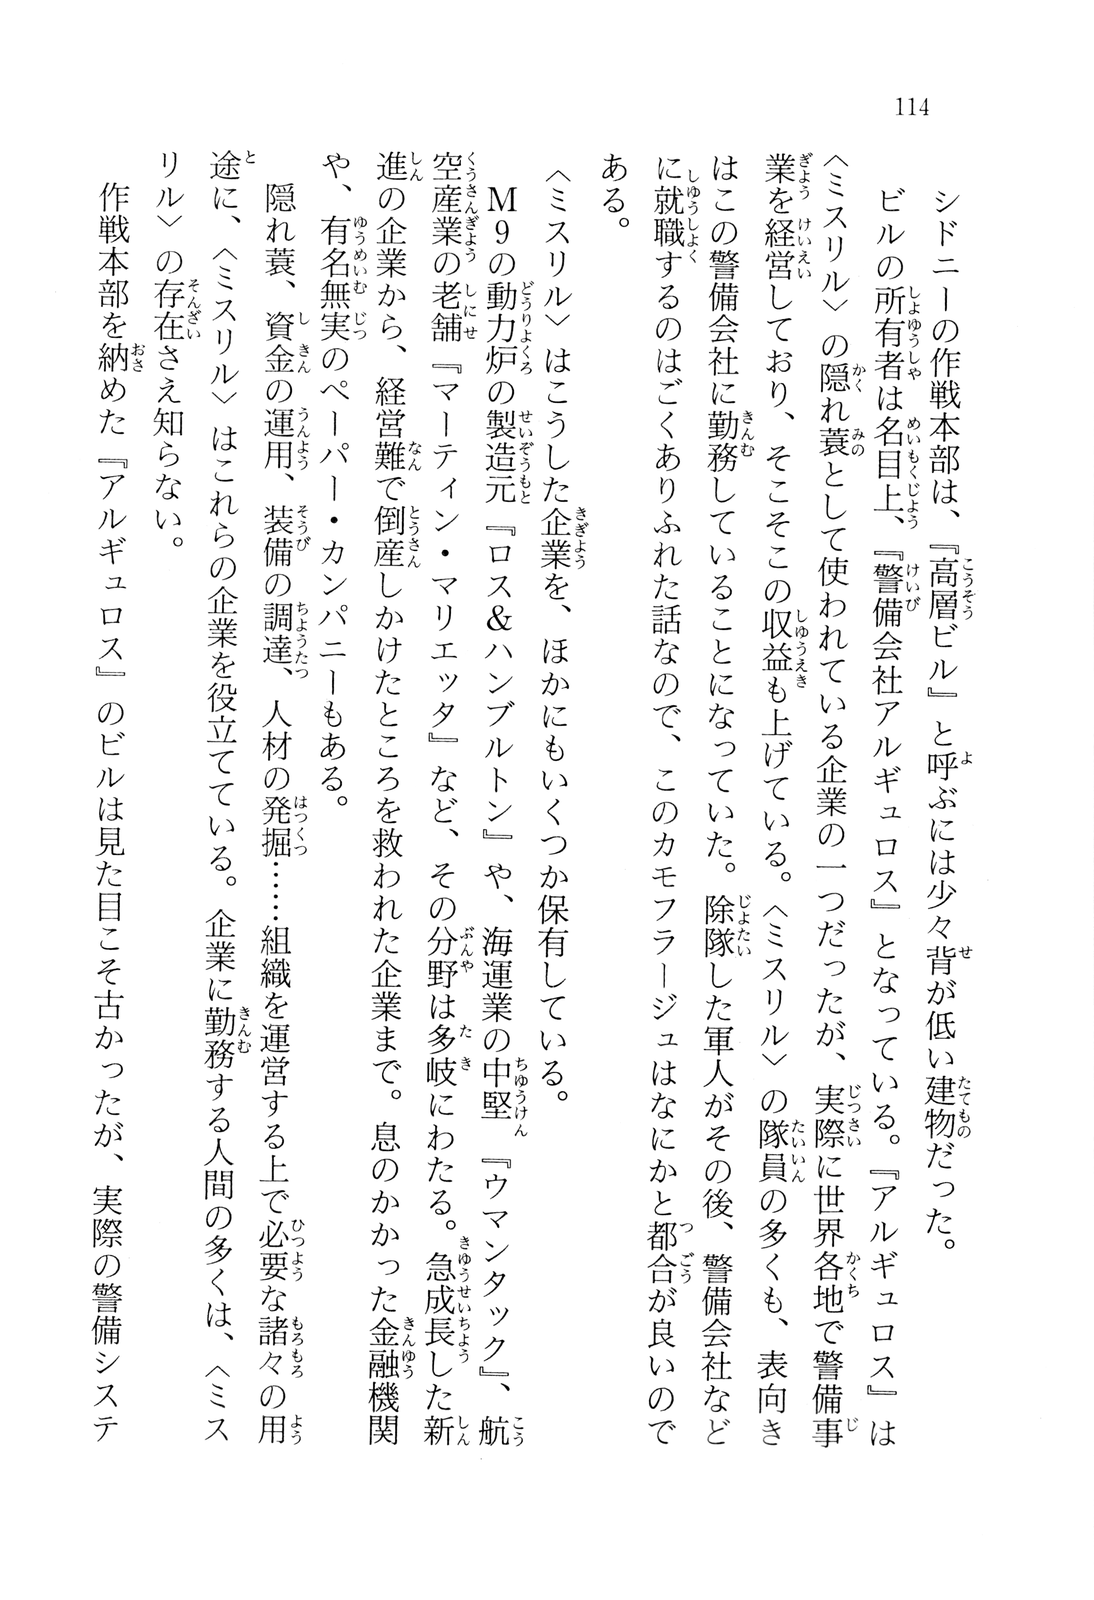 114
シドニーの作戦本部は、『高層ビル』と呼ぶには少々背が低い建物だった。
ビルの所有者は名目上、『警備会社アルギュロス』となっている。『アルギュロス』は
〈ミスリル〉の隠れ蓑として使われている企業の一つだったが、実際に世界各地で警備事
業を経営しており、そこそこの収益も上げている。〈ミスリル〉の隊員の多くも、表向き
はこの警備会社に勤務していることになっていた。除隊した軍人がその後、警備会社など
に就職するのはごくありふれた話なので、このカモフラージュはなにかと都合が良いので
ある。
〈ミスリル〉はこうした企業を、ほかにもいくつか保有している。
M9の動力炉の製造元『ロス&ハンブルトン』や、海運業の中堅『ウマンタック』、航
空産業の老舗『マーティン・マリエッタ』など、その分野は多岐にわたる。急成長した新
進の企業から、経営難で倒産しかけたところを救われた企業まで。息のかかった金融機関
や、有名無実のペーパー・カンパニーもある。
隠れ蓑、資金の運用、装備の調達、人材の発掘……組織を運営する上で必要な諸々の用
途に、〈ミスリル〉はこれらの企業を役立てている。企業に勤務する人間の多くは、〈ミス
リル〉の存在さえ知らない。
作戦本部を納めた『アルギュロス』のビルは見た目こそ古かったが、実際の警備システ